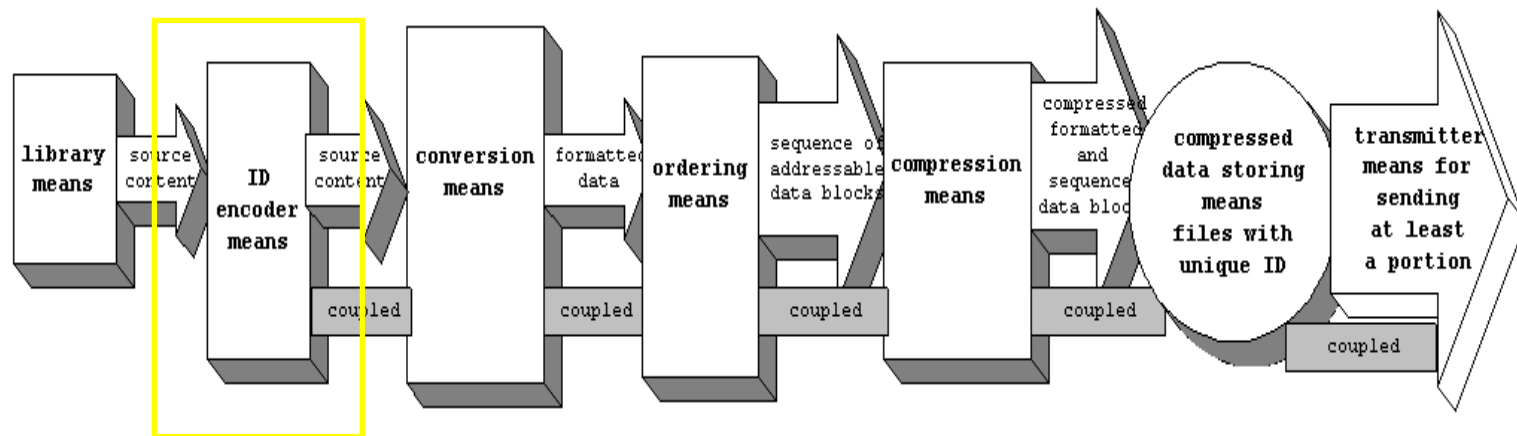 library
means
source
content
ID
encoder
means
source
content
coupled
conversion
means
formatted
data
coupled
ordering
means
sequence of
addressable
data blocks
coupled
compression
means
compressed
formatted
and
sequence
data bloc
coupled
compressed
data storing
means
files with
unique ID
transmitter
means for
sending
at least
a portion
coupled